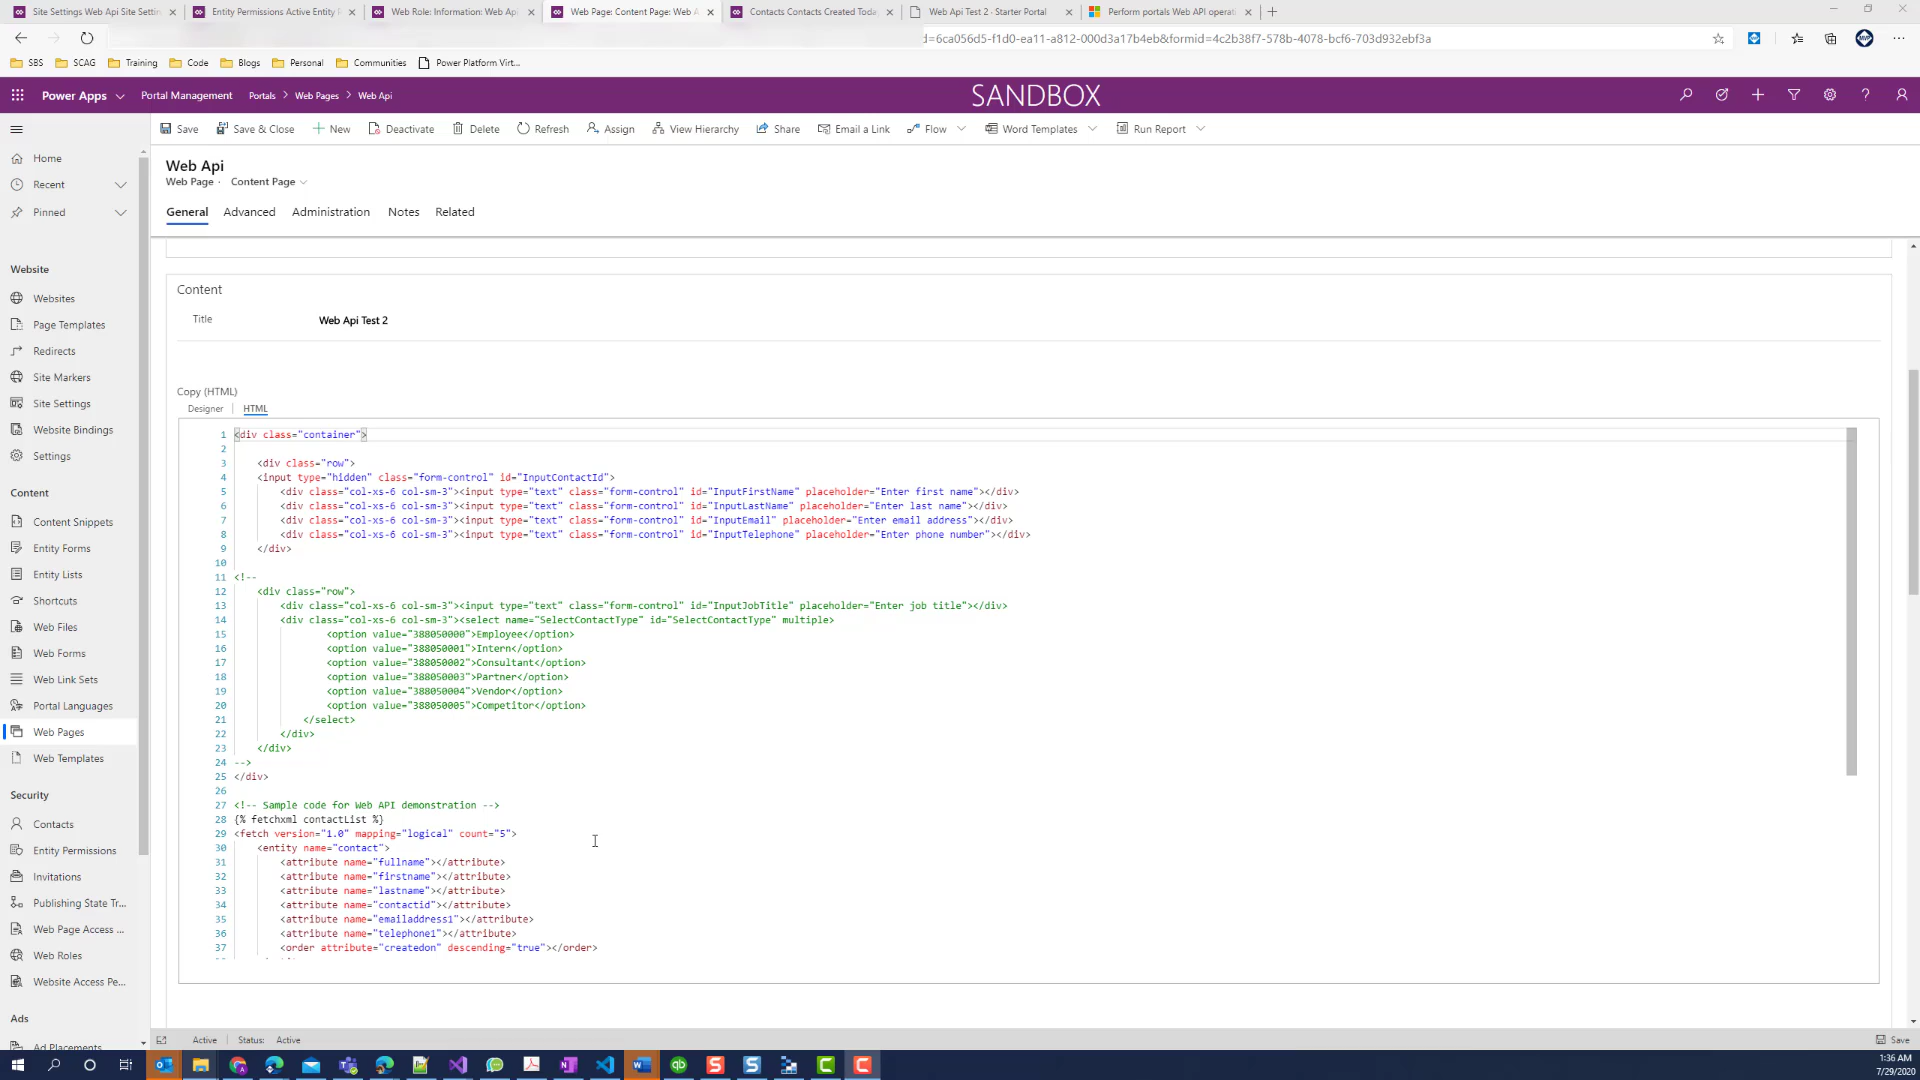 Site Settings Web Api Site Settin
Entity Permissions Active Entity P
Web Role: Information: Web Api
Web Page: Content Page: Web A
Contacts Contacts Created Toda
Web Api Test 2 · Starter Portal
Perform portals Web API operati
d=6ca056d5-f1d0-ea11-a812-000d3a17b4eb&formid=4c2b38f7-578b-4078-bcf6-703d932ebf3a
SBS SCAG Training Code Blogs Personal Communities Power Platform Virt...
Power Apps Portal Management Portals > Web Pages > Web Api SANDBOX
Save Save & Close New Deactivate Delete Refresh Assign View Hierarchy Share Email a Link Flow Word Templates Run Report
Home
Recent
Pinned
Website
Websites
Page Templates
Redirects
Site Markers
Site Settings
Website Bindings
Settings
Content
Content Snippets
Entity Forms
Entity Lists
Shortcuts
Web Files
Web Forms
Web Link Sets
Portal Languages
Web Pages
Web Templates
Security
Contacts
Entity Permissions
Invitations
Publishing State Tr...
Web Page Access ...
Web Roles
Website Access Pe...
Ads
Ad Placements
Web Api
Web Page · Content Page
General Advanced Administration Notes Related
Content
Title Web Api Test 2
Copy (HTML)
Designer | HTML
1 <div class="container">
2
3 <div class="row">
4 <input type="hidden" class="form-control" id="InputContactId">
5 <div class="col-xs-6 col-sm-3"><input type="text" class="form-control" id="InputFirstName" placeholder="Enter first name"></div>
6 <div class="col-xs-6 col-sm-3"><input type="text" class="form-control" id="InputLastName" placeholder="Enter last name"></div>
7 <div class="col-xs-6 col-sm-3"><input type="text" class="form-control" id="InputEmail" placeholder="Enter email address"></div>
8 <div class="col-xs-6 col-sm-3"><input type="text" class="form-control" id="InputTelephone" placeholder="Enter phone number"></div>
9 </div>
10
11 <!--
12 <div class="row">
13 <div class="col-xs-6 col-sm-3"><input type="text" class="form-control" id="InputJobTitle" placeholder="Enter job title"></div>
14 <div class="col-xs-6 col-sm-3"><select name="SelectContactType" id="SelectContactType" multiple>
15 <option value="388050000">Employee</option>
16 <option value="388050001">Intern</option>
17 <option value="388050002">Consultant</option>
18 <option value="388050003">Partner</option>
19 <option value="388050004">Vendor</option>
20 <option value="388050005">Competitor</option>
21 </select>
22 </div>
23 </div>
24 -->
25 </div>
26
27 <!-- Sample code for Web API demonstration -->
28 {% fetchxml contactList %}
29 <fetch version="1.0" mapping="logical" count="5">
30 <entity name="contact">
31 <attribute name="fullname"></attribute>
32 <attribute name="firstname"></attribute>
33 <attribute name="lastname"></attribute>
34 <attribute name="contactid"></attribute>
35 <attribute name="emailaddress1"></attribute>
36 <attribute name="telephone1"></attribute>
37 <order attribute="createdon" descending="true"></order>
Active Status: Active Save
1:36 AM
7/29/2020